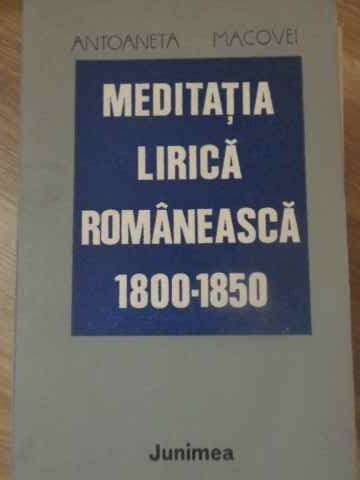 ANTOANETA MACOVEI
MEDITAȚIA
LIRICĂ
ROMÂNEASCĂ
1800-1850
Junimea